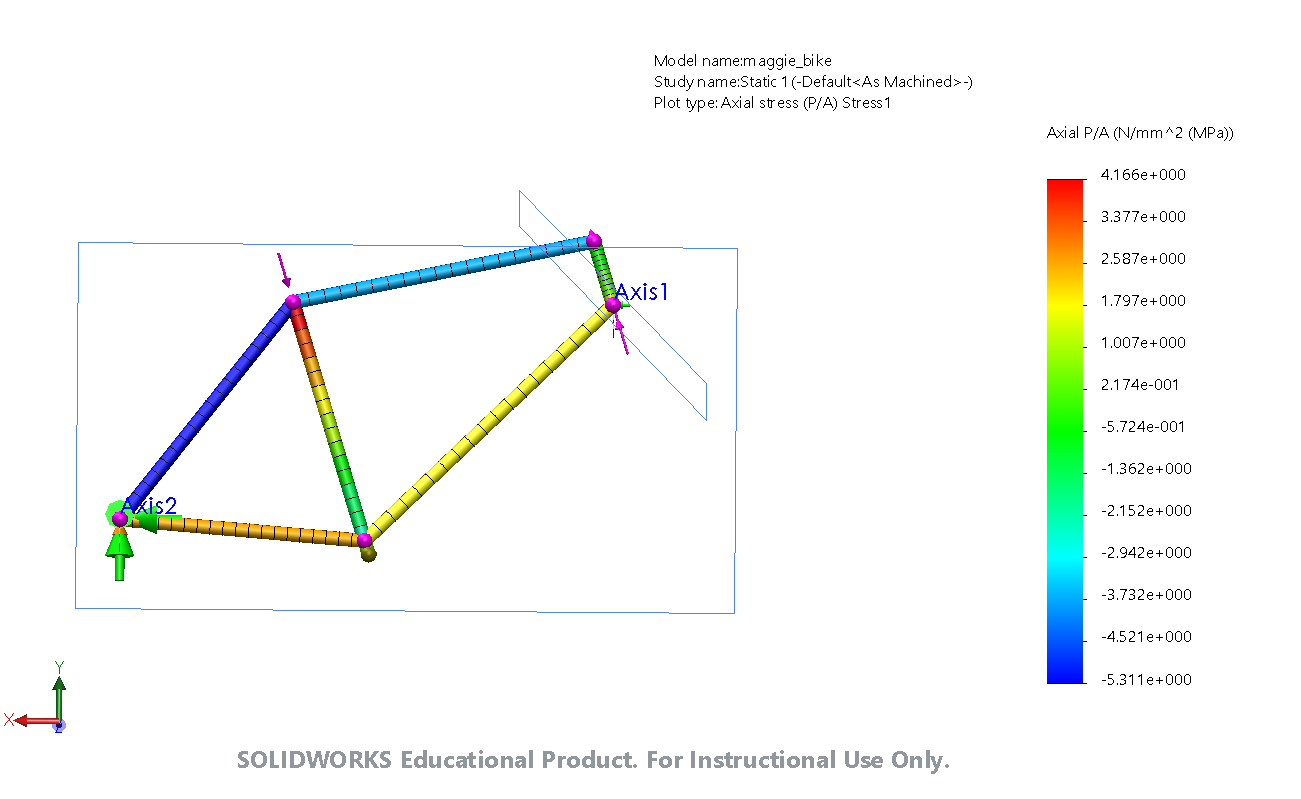 Model name:maggie_bike
Study name:Static 1 (-Default<As Machined>-)
Plot type: Axial stress (P/A) Stress1
Axial P/A (N/mm^2 (MPa))
4.166e+000
3.377e+000
2.587e+000
1.797e+000
1.007e+000
2.174e-001
-5.724e-001
-1.362e+000
-2.152e+000
-2.942e+000
-3.732e+000
-4.521e+000
-5.311e+000
Axis1
Axis2
Y
X
Z
SOLIDWORKS Educational Product. For Instructional Use Only.